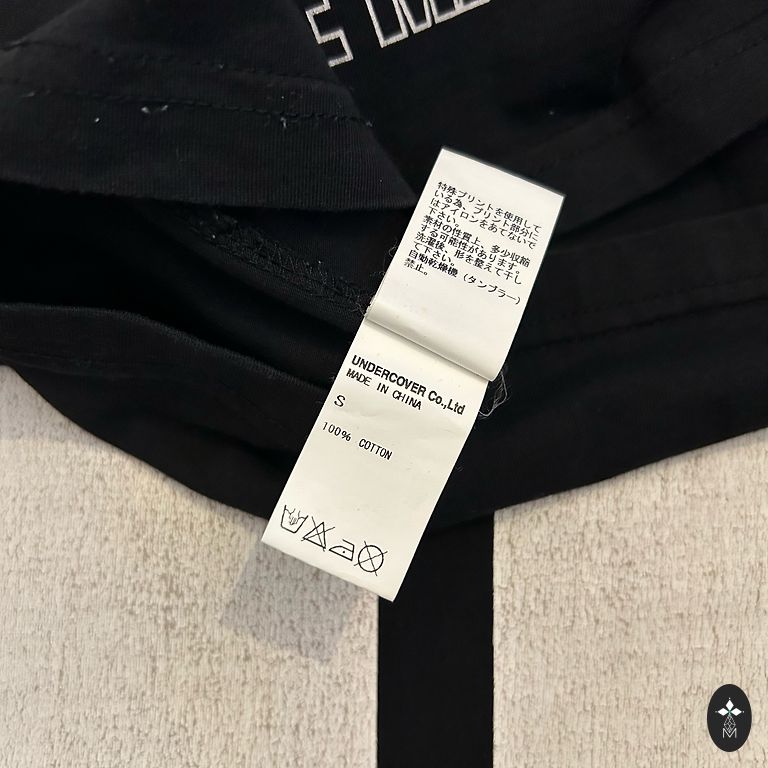 S
特殊プリントを使用して
いる為、プリント部分に
はアイロンをあてないで
下さい。
素材の性質上、多少収縮
する可能性があります。
洗濯後、形を整えて干し
て下さい。
自動乾燥機(タンブラー)
禁止。
UNDERCOVER Co.,Ltd
MADE IN CHINA
S
100% COTTON
M